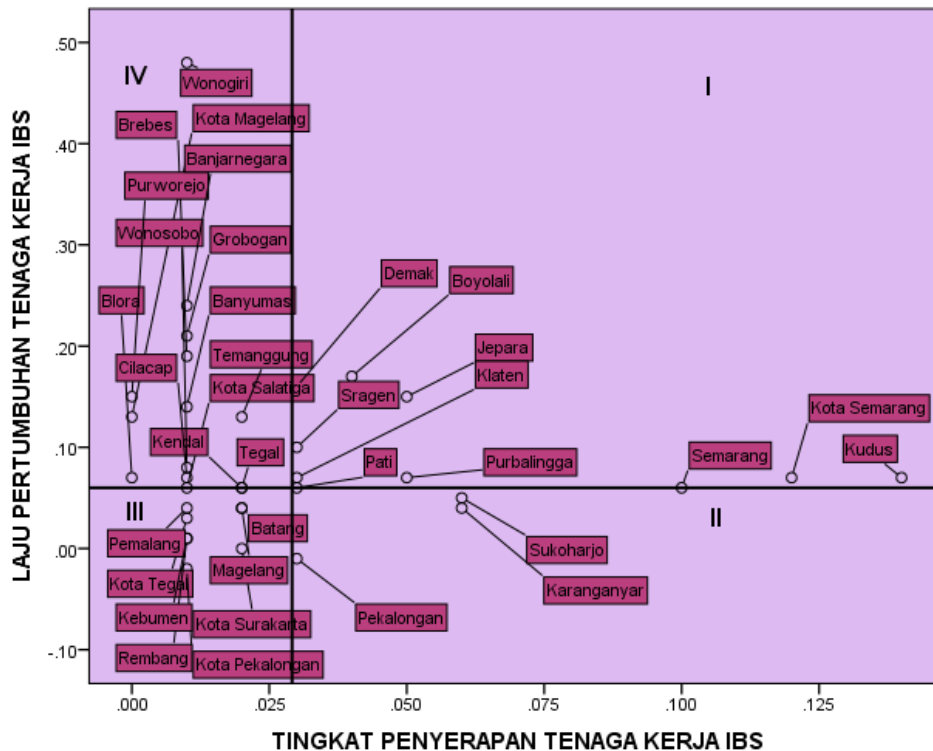 LAJU PERTUMBUHAN TENAGA KERJA IBS
.50
.40
.30
.20
.10
.00
-.10
IV
I
Wonogiri
Brebes
Kota Magelang
Banjarnegara
Purworejo
Wonosobo
Grobogan
Demak
Boyolali
Blora
Banyumas
Temanggung
Jepara
Cilacap
Kota Salatiga
Sragen
Klaten
Kota Semarang
Kendal
Tegal
Pati
Purbalingga
Semarang
Kudus
III
II
Pemalang
Batang
Sukoharjo
Kota Tegal
Magelang
Karanganyar
Kebumen
Kota Surakarta
Pekalongan
Rembang
Kota Pekalongan
.000
.025
.050
.075
.100
.125
TINGKAT PENYERAPAN TENAGA KERJA IBS